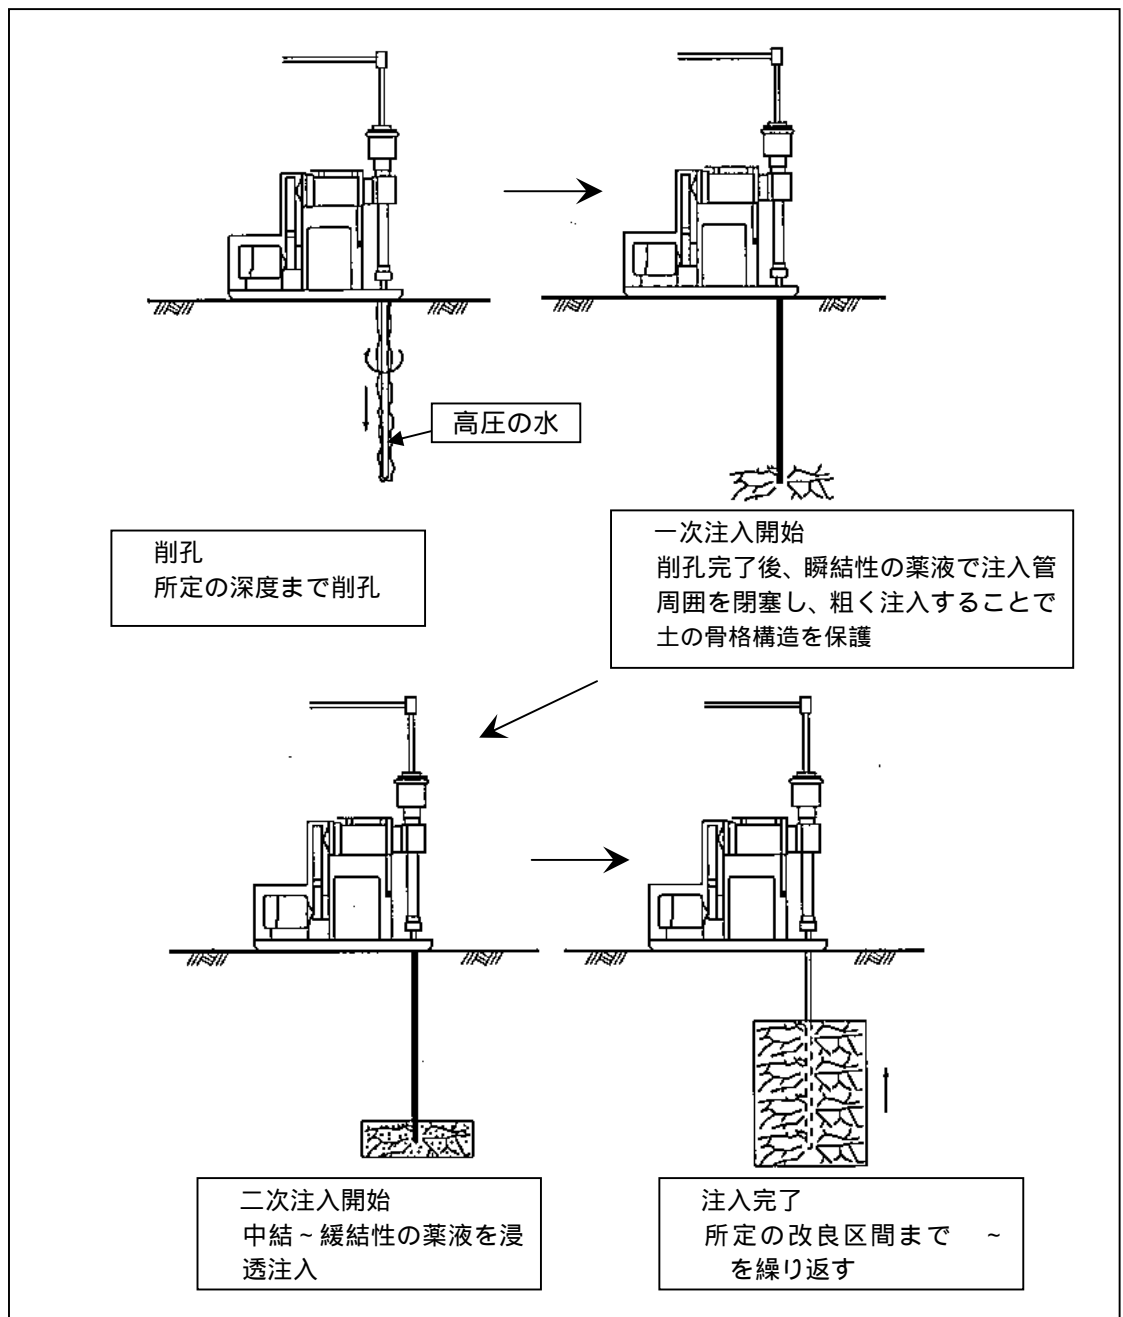 高圧の水
削孔
所定の深度まで削孔
一次注入開始
削孔完了後、瞬結性の薬液で注入管
周囲を閉塞し、粗く注入することで
土の骨格構造を保護
二次注入開始
中結～緩結性の薬液を浸
透注入
注入完了
所定の改良区間まで　～
を繰り返す